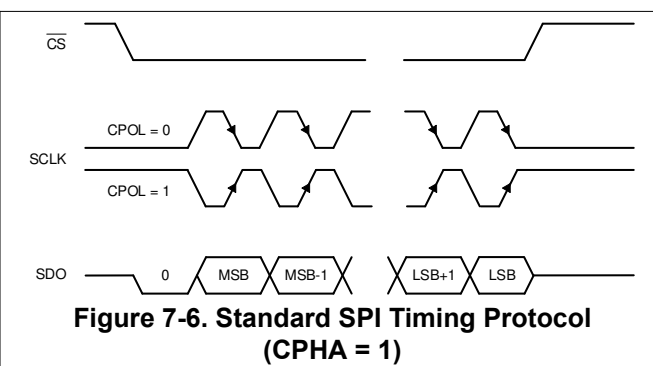 CS
CPOL = 0
SCLK
CPOL = 1
SDO 0 MSB MSB-1 LSB+1 LSB
Figure 7-6. Standard SPI Timing Protocol
(CPHA = 1)